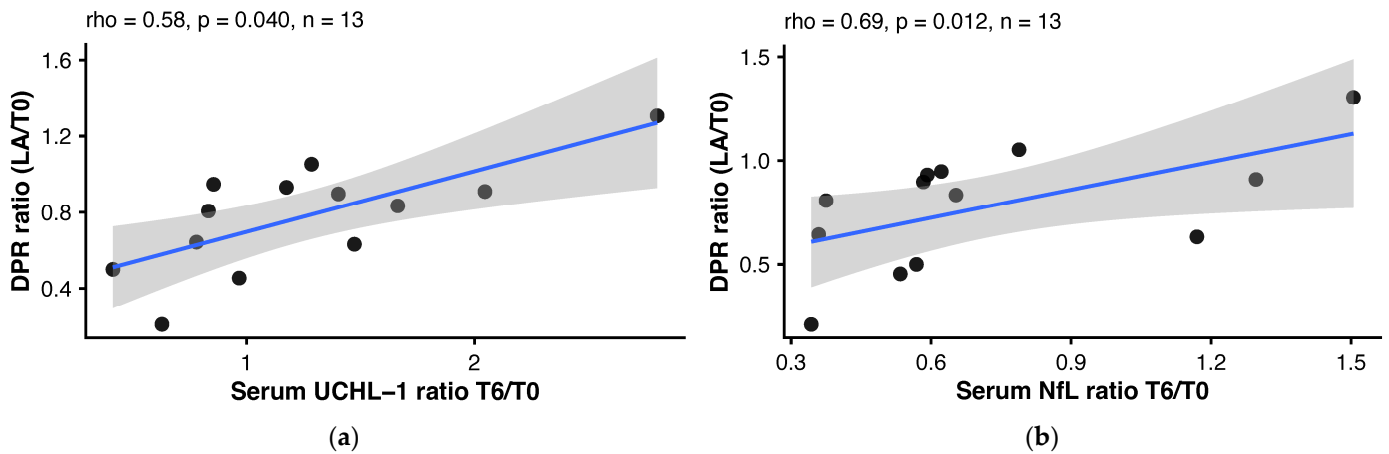 rho = 0.58, p = 0.040, n = 13
DPR ratio (LA/T0)
1.6
1.2
0.8
0.4
1 2
Serum UCHL−1 ratio T6/T0
(a)
rho = 0.69, p = 0.012, n = 13
DPR ratio (LA/T0)
1.5
1.0
0.5
0.3 0.6 0.9 1.2 1.5
Serum NfL ratio T6/T0
(b)